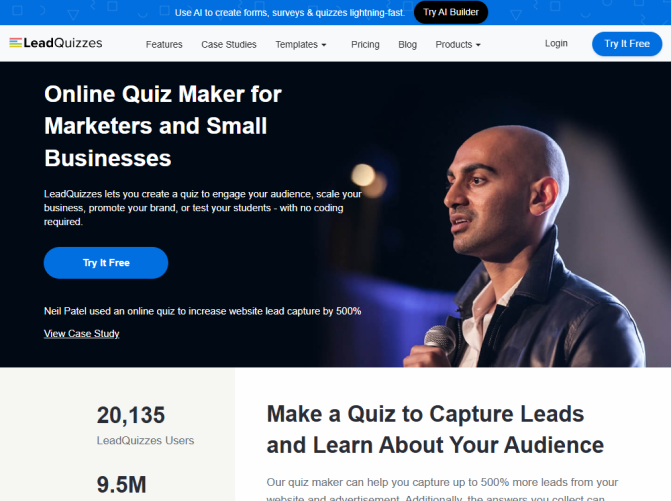 Use AI to create forms, surveys & quizzes lightning-fast. Try AI Builder
LeadQuizzes Features Case Studies Templates Pricing Blog Products Login Try It Free
Online Quiz Maker for
Marketers and Small
Businesses
LeadQuizzes lets you create a quiz to engage your audience, scale your
business, promote your brand, or test your students - with no coding
required.
Try It Free
Neil Patel used an online quiz to increase website lead capture by 500%
View Case Study
20,135
LeadQuizzes Users
9.5M
Make a Quiz to Capture Leads
and Learn About Your Audience
Our quiz maker can help you capture up to 500% more leads from your
website and advertisement. Additionally, the answers you collect can